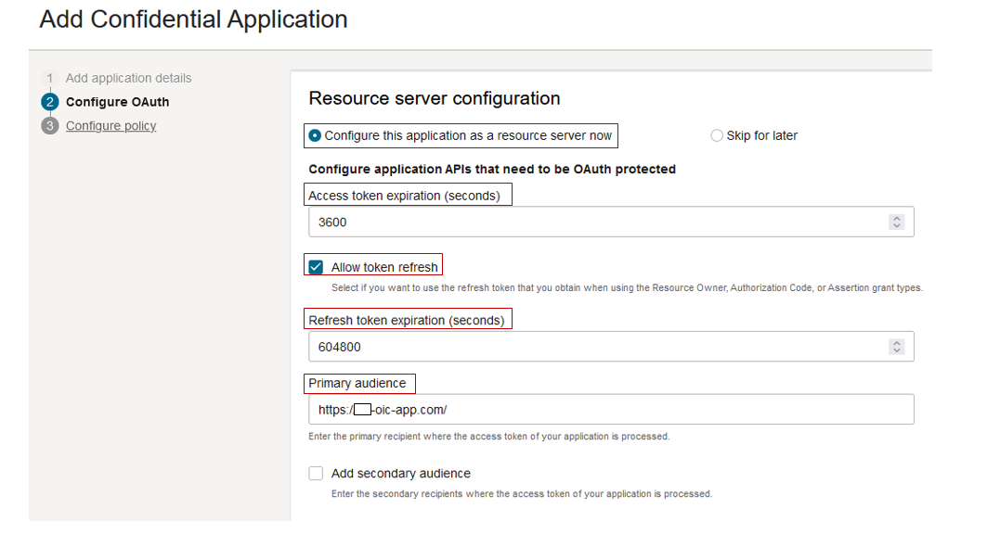 Add Confidential Application
1 Add application details
2 Configure OAuth
3 Configure policy
Resource server configuration
Configure this application as a resource server now
Skip for later
Configure application APIs that need to be OAuth protected
Access token expiration (seconds)
3600
Allow token refresh
Select if you want to use the refresh token that you obtain when using the Resource Owner, Authorization Code, or Assertion grant types.
Refresh token expiration (seconds)
604800
Primary audience
https:/ -oic-app.com/
Enter the primary recipient where the access token of your application is processed.
Add secondary audience
Enter the secondary recipients where the access token of your application is processed.